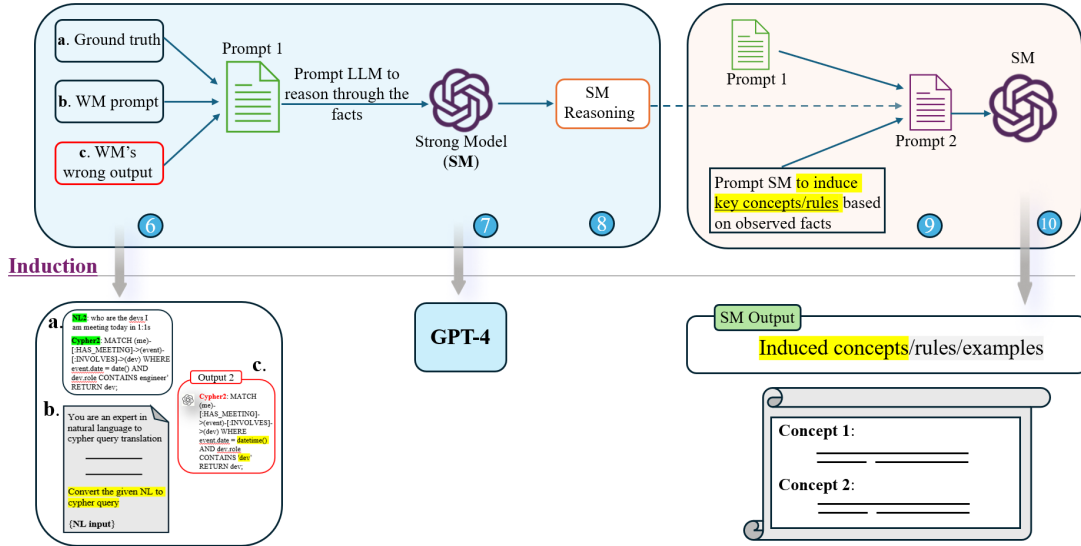 a. Ground truth
b. WM prompt
c. WM's
wrong output
Prompt 1
Prompt LLM to
reason through the
facts
Strong Model
(SM)
SM
Reasoning
6
7
8
Prompt 1
Prompt 2
SM
Prompt SM to induce
key concepts/rules based
on observed facts
9
10
Induction
a.
NL2: who are the devs I
am meeting today in 1:1s
Cypher2: MATCH (me)-
[:HAS_MEETING]->(event)-
[:INVOLVES]->(dev) WHERE
event.date = date() AND
dev.role CONTAINS engineer'
RETURN dev;
b.
You are an expert in
natural language to
cypher query translation
Convert the given NL to
cypher query
{NL input}
c.
Output 2
Cypher2: MATCH
(me)-
[:HAS_MEETING]-
>(event)-[:INVOLVES]-
>(dev) WHERE
event.date = datetime()
AND dev.role
CONTAINS 'dev'
RETURN dev;
GPT-4
SM Output
Induced concepts/rules/examples
Concept 1:
Concept 2: